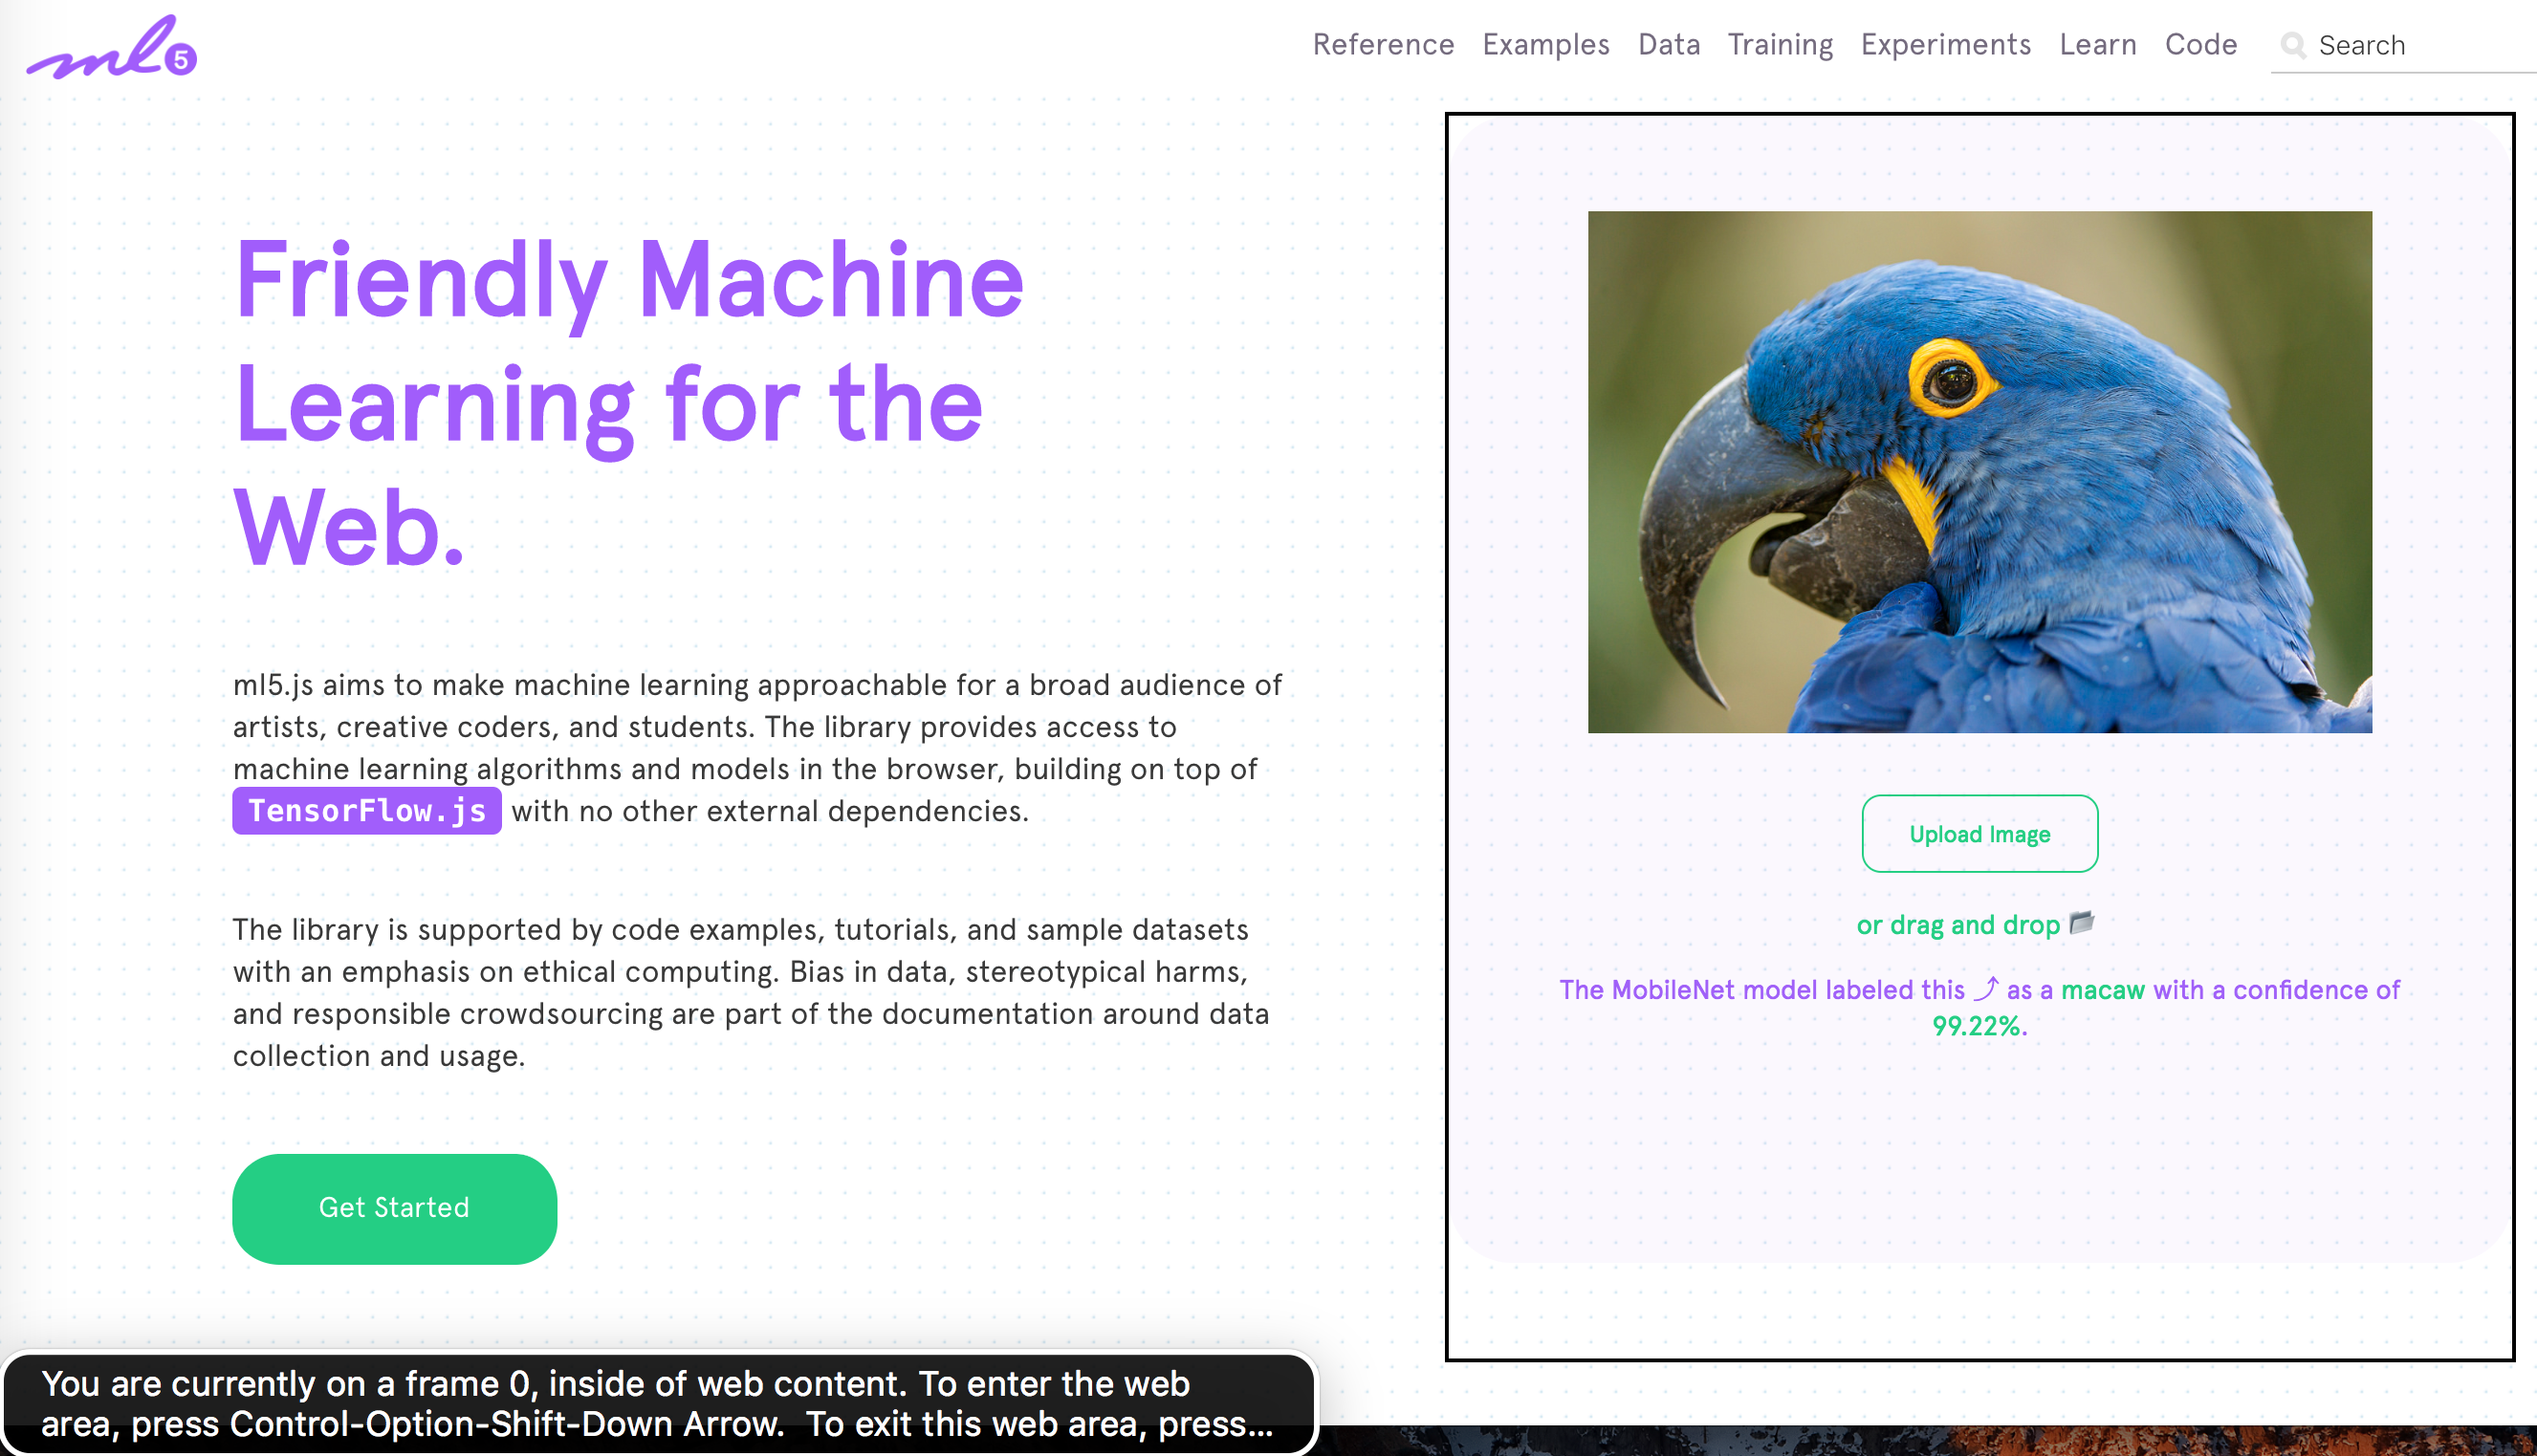 ml5
Reference Examples Data Training Experiments Learn Code Search
Friendly Machine
Learning for the
Web.
ml5.js aims to make machine learning approachable for a broad audience of
artists, creative coders, and students. The library provides access to
machine learning algorithms and models in the browser, building on top of
TensorFlow.js with no other external dependencies.
The library is supported by code examples, tutorials, and sample datasets
with an emphasis on ethical computing. Bias in data, stereotypical harms,
and responsible crowdsourcing are part of the documentation around data
collection and usage.
Get Started
Upload Image
or drag and drop
The MobileNet model labeled this ⤴ as a macaw with a confidence of
99.22%.
You are currently on a frame 0, inside of web content. To enter the web
area, press Control-Option-Shift-Down Arrow.  To exit this web area, press...